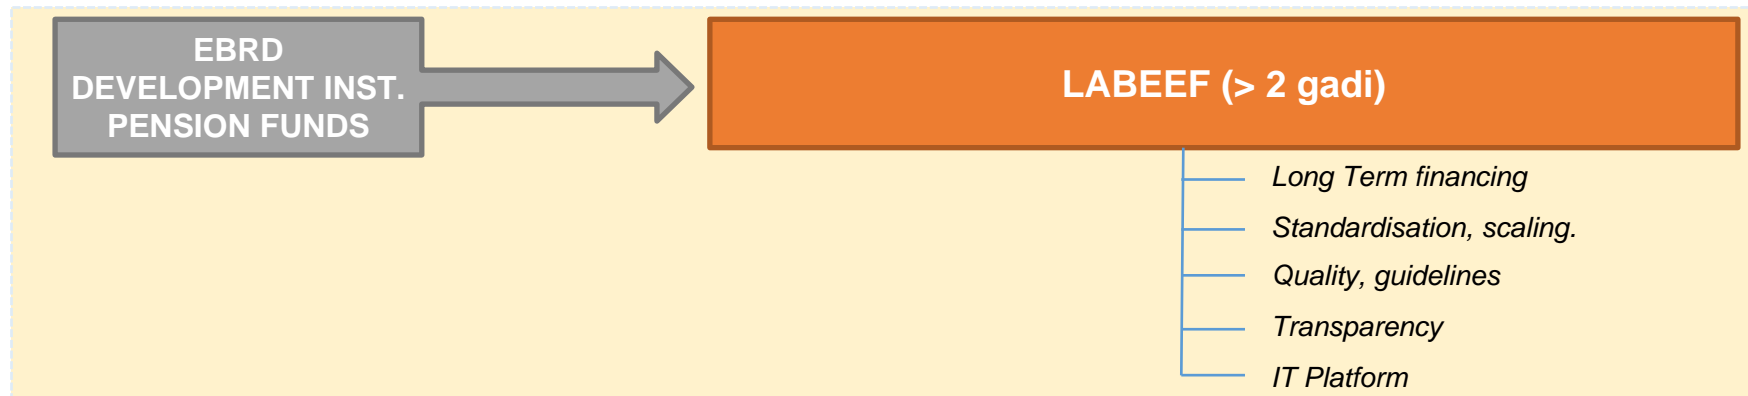 EBRD
DEVELOPMENT INST.
PENSION FUNDS
LABEEF (> 2 gadi)
Long Term financing
Standardisation, scaling.
Quality, guidelines
Transparency
IT Platform